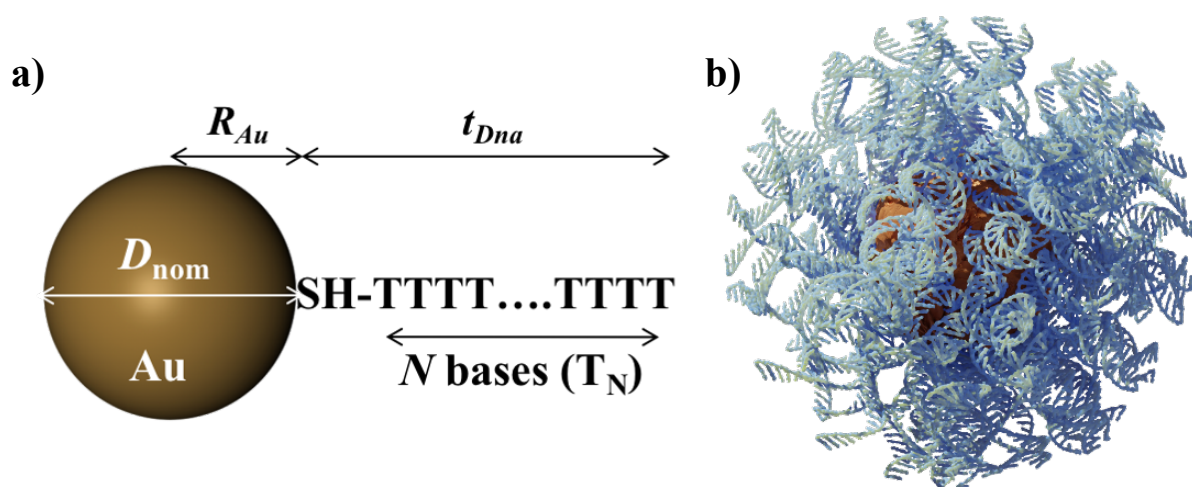 a)
b)
R_Au
t_Dna
D_nom
SH-TTTT....TTTT
Au
N bases (T_N)